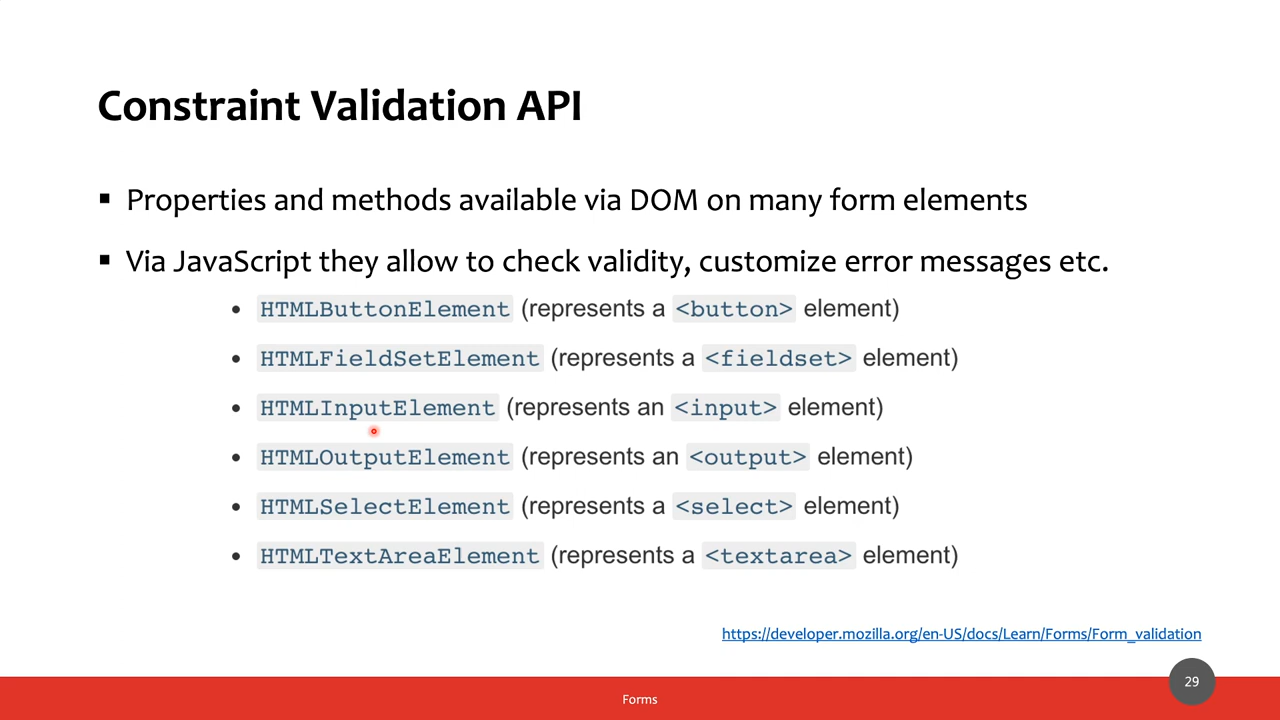 Constraint Validation API
▪ Properties and methods available via DOM on many form elements
▪ Via JavaScript they allow to check validity, customize error messages etc.
• HTMLButtonElement (represents a <button> element)
• HTMLFieldSetElement (represents a <fieldset> element)
• HTMLInputElement (represents an <input> element)
• HTMLOutputElement (represents an <output> element)
• HTMLSelectElement (represents a <select> element)
• HTMLTextAreaElement (represents a <textarea> element)
https://developer.mozilla.org/en-US/docs/Learn/Forms/Form_validation
29
Forms